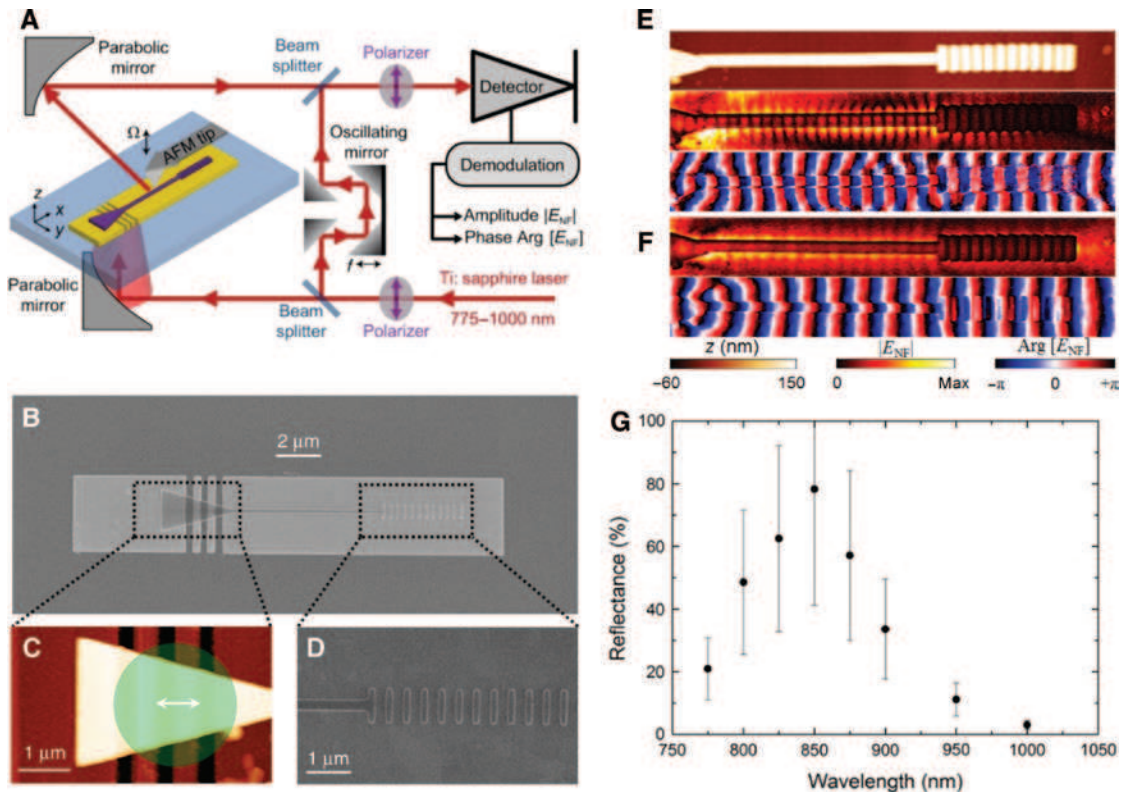 A
Parabolic
mirror
Beam
splitter
Polarizer
Detector
Ω
AFM tip
Oscillating
mirror
Demodulation
z
x
y
Amplitude |E_NF|
Phase Arg [E_NF]
f
Ti: sapphire laser
775–1000 nm
Parabolic
mirror
Beam
splitter
Polarizer
B
2 μm
C
1 μm
D
1 μm
E
F
z (nm)
|E_NF|
Arg [E_NF]
−60
150
0
Max
−π
0
+π
G
100
80
60
40
20
0
Reflectance (%)
750
800
850
900
950
1000
1050
Wavelength (nm)